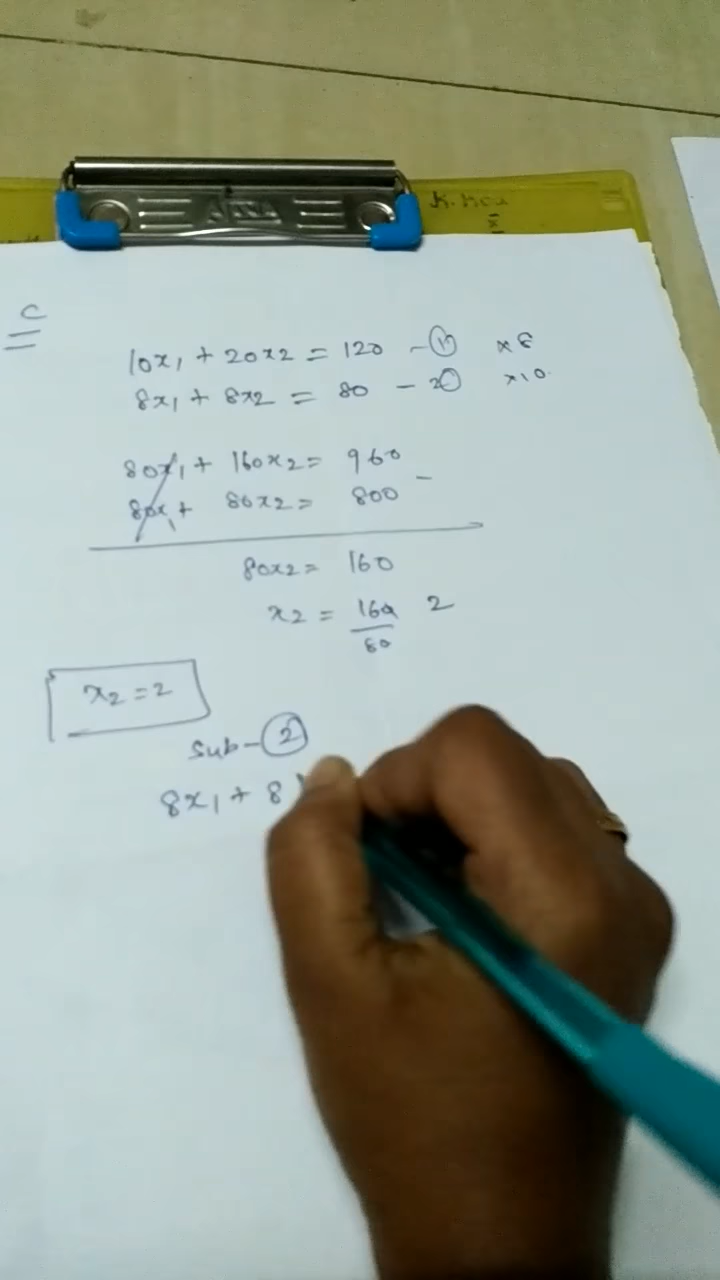 C
10x1 + 20x2 = 120 - ① ×8
8x1 + 8x2 = 80 - ② ×10
80x1 + 160x2 = 960
80x1 + 80x2 = 800 -
80x2 = 160
x2 = 160/80 2
x2 = 2
Sub - ②
8x1 + 8